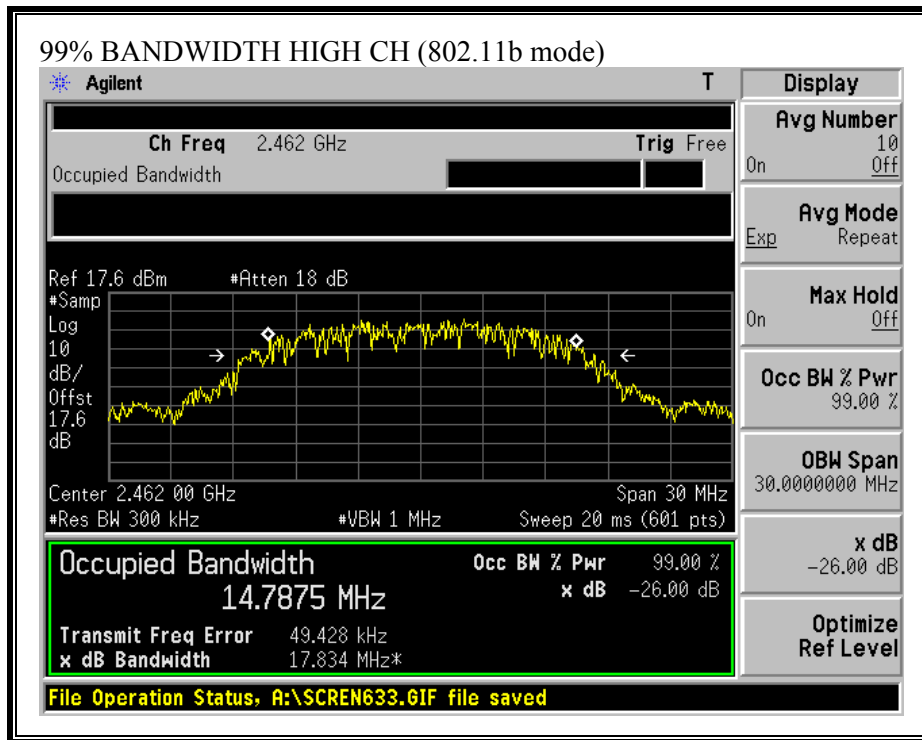 99% BANDWIDTH HIGH CH (802.11b mode)
Agilent T
Ch Freq 2.462 GHz Trig Free
Occupied Bandwidth
Ref 17.6 dBm #Atten 18 dB
#Samp
Log
10
dB/
Offst
17.6
dB
Center 2.462 00 GHz Span 30 MHz
#Res BW 300 kHz #VBW 1 MHz Sweep 20 ms (601 pts)
Occupied Bandwidth
14.7875 MHz
Occ BW % Pwr 99.00 %
x dB -26.00 dB
Transmit Freq Error 49.428 kHz
x dB Bandwidth 17.834 MHz*
File Operation Status, A:\SCREN633.GIF file saved
Display
Avg Number
10
On Off
Avg Mode
Exp Repeat
Max Hold
On Off
Occ BW % Pwr
99.00 %
OBW Span
30.0000000 MHz
x dB
-26.00 dB
Optimize
Ref Level